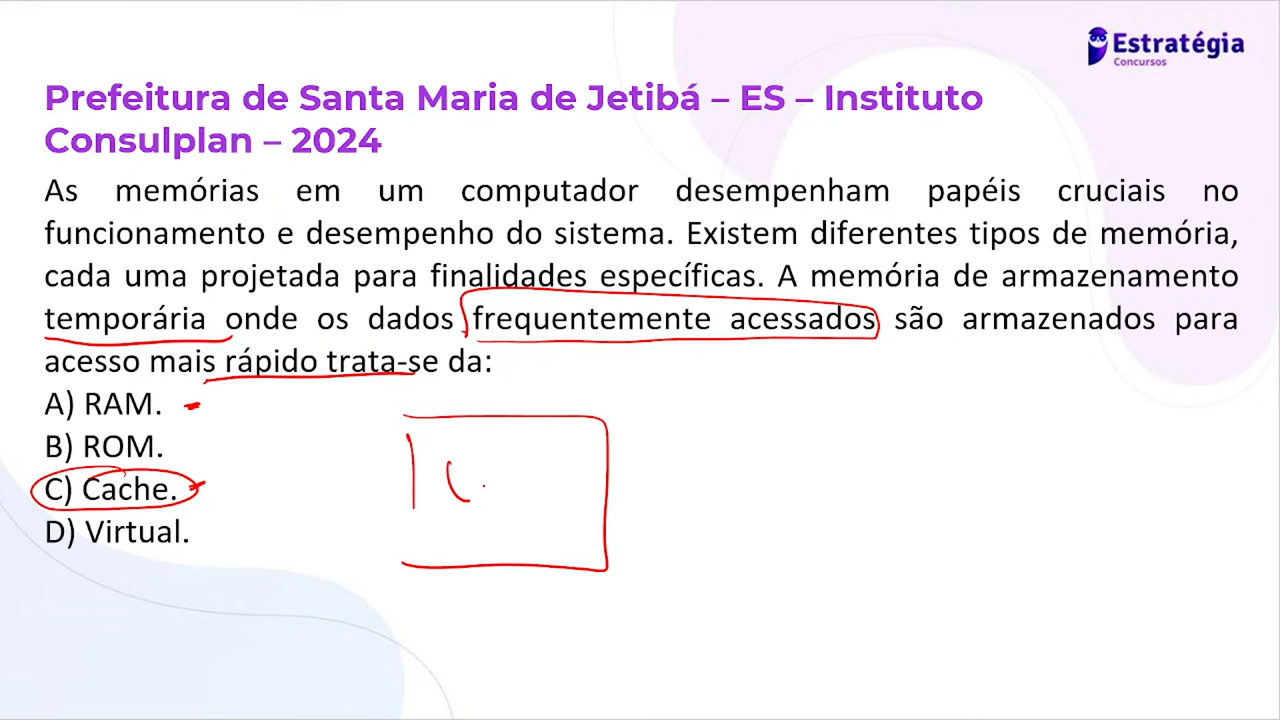 Estratégia
Concursos
Prefeitura de Santa Maria de Jetibá – ES – Instituto
Consulplan – 2024
As memórias em um computador desempenham papéis cruciais no
funcionamento e desempenho do sistema. Existem diferentes tipos de memória,
cada uma projetada para finalidades específicas. A memória de armazenamento
temporária onde os dados frequentemente acessados são armazenados para
acesso mais rápido trata-se da:
A) RAM.
B) ROM.
C) Cache.
D) Virtual.